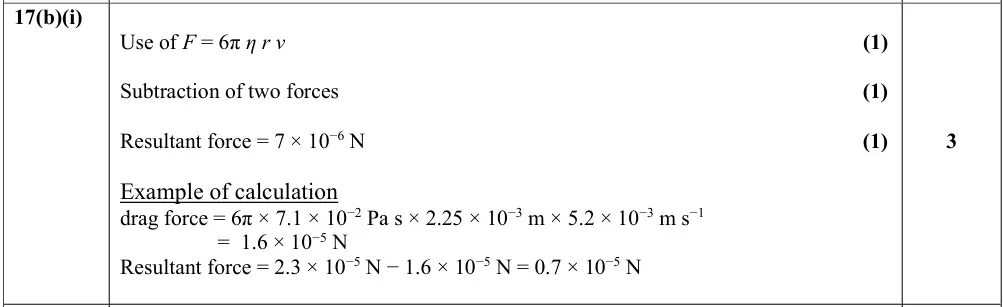 17(b)(i)
Use of F = 6π η r v (1)
Subtraction of two forces (1)
Resultant force = 7 × 10⁻⁶ N (1) 3
Example of calculation
drag force = 6π × 7.1 × 10⁻² Pa s × 2.25 × 10⁻³ m × 5.2 × 10⁻³ m s⁻¹
= 1.6 × 10⁻⁵ N
Resultant force = 2.3 × 10⁻⁵ N − 1.6 × 10⁻⁵ N = 0.7 × 10⁻⁵ N